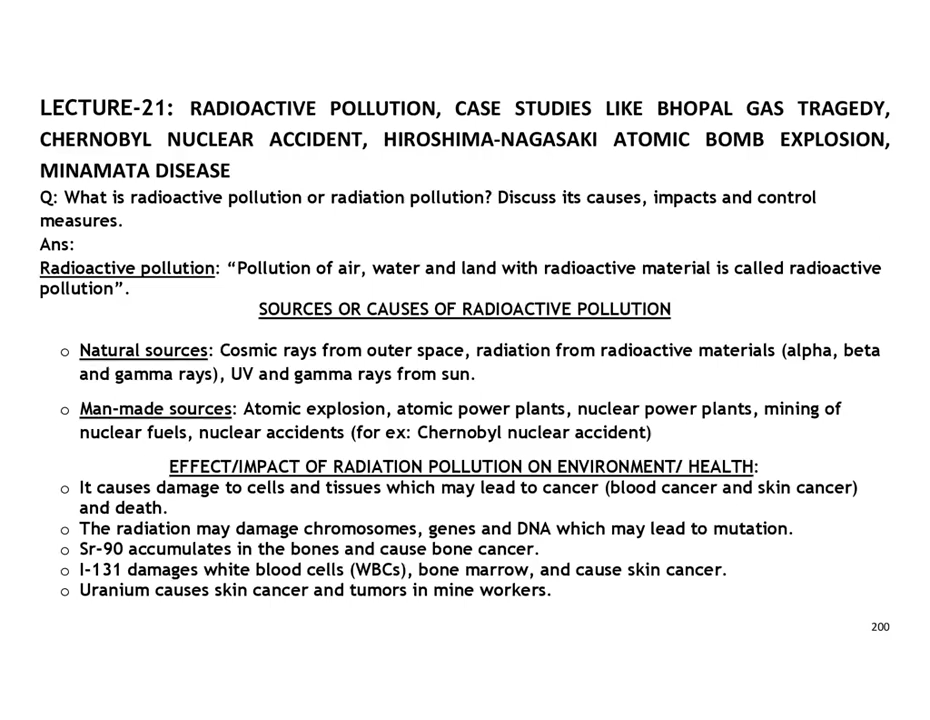 LECTURE-21: RADIOACTIVE POLLUTION, CASE STUDIES LIKE BHOPAL GAS TRAGEDY,
CHERNOBYL NUCLEAR ACCIDENT, HIROSHIMA-NAGASAKI ATOMIC BOMB EXPLOSION,
MINAMATA DISEASE
Q: What is radioactive pollution or radiation pollution? Discuss its causes, impacts and control
measures.
Ans:
Radioactive pollution: “Pollution of air, water and land with radioactive material is called radioactive
pollution”.
SOURCES OR CAUSES OF RADIOACTIVE POLLUTION
o Natural sources: Cosmic rays from outer space, radiation from radioactive materials (alpha, beta
and gamma rays), UV and gamma rays from sun.
o Man-made sources: Atomic explosion, atomic power plants, nuclear power plants, mining of
nuclear fuels, nuclear accidents (for ex: Chernobyl nuclear accident)
EFFECT/IMPACT OF RADIATION POLLUTION ON ENVIRONMENT/ HEALTH:
o It causes damage to cells and tissues which may lead to cancer (blood cancer and skin cancer)
and death.
o The radiation may damage chromosomes, genes and DNA which may lead to mutation.
o Sr-90 accumulates in the bones and cause bone cancer.
o I-131 damages white blood cells (WBCs), bone marrow, and cause skin cancer.
o Uranium causes skin cancer and tumors in mine workers.
200